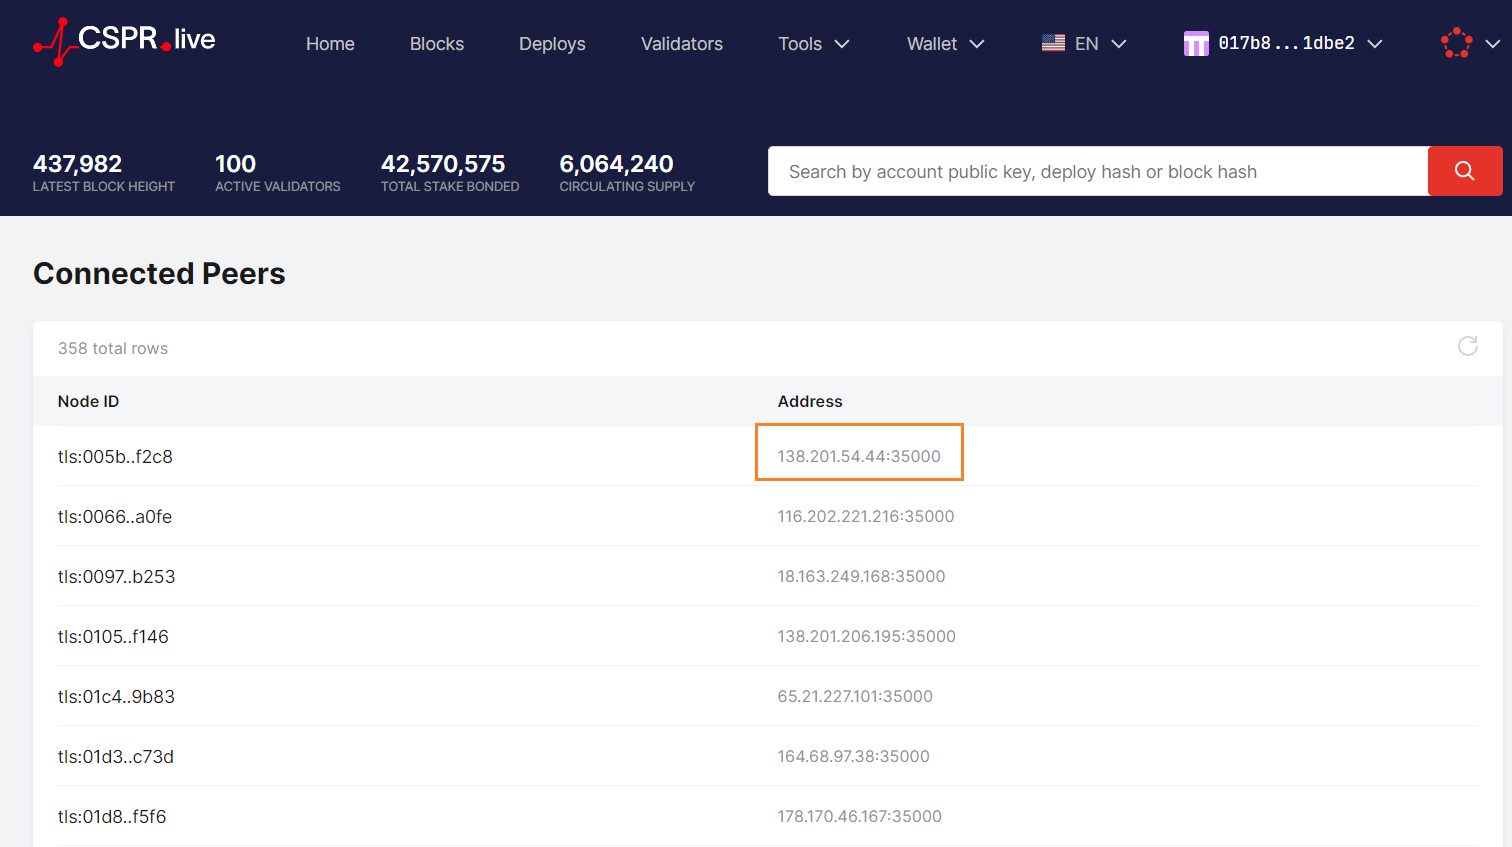 CSPR.live
Home Blocks Deploys Validators Tools Wallet EN 017b8...1dbe2
437,982 100 42,570,575 6,064,240
LATEST BLOCK HEIGHT ACTIVE VALIDATORS TOTAL STAKE BONDED CIRCULATING SUPPLY
Search by account public key, deploy hash or block hash
Connected Peers
358 total rows
Node ID Address
tls:005b..f2c8 138.201.54.44:35000
tls:0066..a0fe 116.202.221.216:35000
tls:0097..b253 18.163.249.168:35000
tls:0105..f146 138.201.206.195:35000
tls:01c4..9b83 65.21.227.101:35000
tls:01d3..c73d 164.68.97.38:35000
tls:01d8..f5f6 178.170.46.167:35000